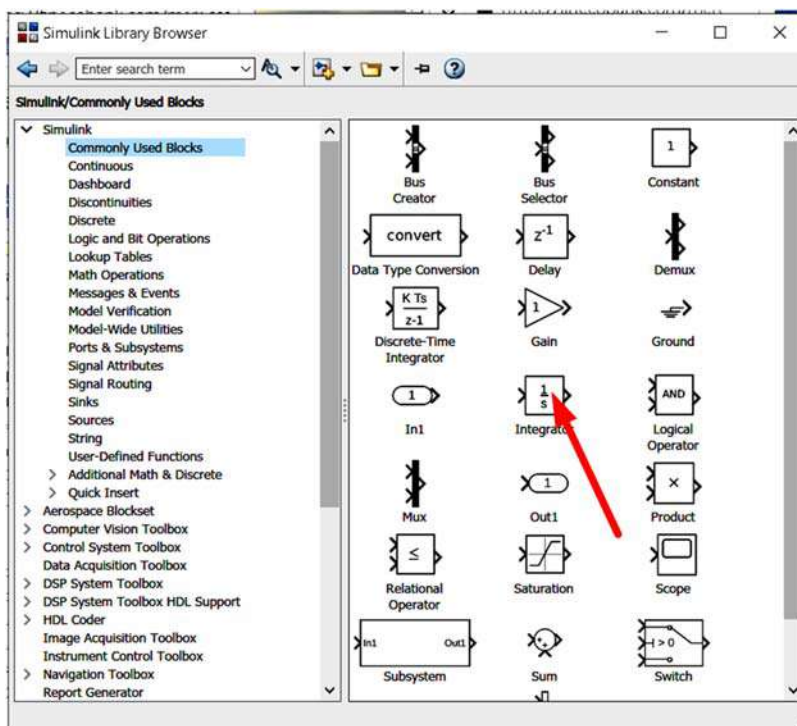 Simulink Library Browser
Enter search term
Simulink/Commonly Used Blocks
Simulink
Commonly Used Blocks
Continuous
Dashboard
Discontinuities
Discrete
Logic and Bit Operations
Lookup Tables
Math Operations
Messages & Events
Model Verification
Model-Wide Utilities
Ports & Subsystems
Signal Attributes
Signal Routing
Sinks
Sources
String
User-Defined Functions
Additional Math & Discrete
Quick Insert
Aerospace Blockset
Computer Vision Toolbox
Control System Toolbox
Data Acquisition Toolbox
DSP System Toolbox
DSP System Toolbox HDL Support
HDL Coder
Image Acquisition Toolbox
Instrument Control Toolbox
Navigation Toolbox
Report Generator
Bus
Creator
Bus
Selector
1
Constant
convert
Data Type Conversion
z-1
Delay
Demux
K Ts
z-1
Discrete-Time
Integrator
1
Gain
Ground
1
In1
1
s
Integrator
AND
Logical
Operator
Mux
1
Out1
×
Product
≤
Relational
Operator
Saturation
Scope
In1 Out1
Subsystem
+
+
Sum
> 0
Switch